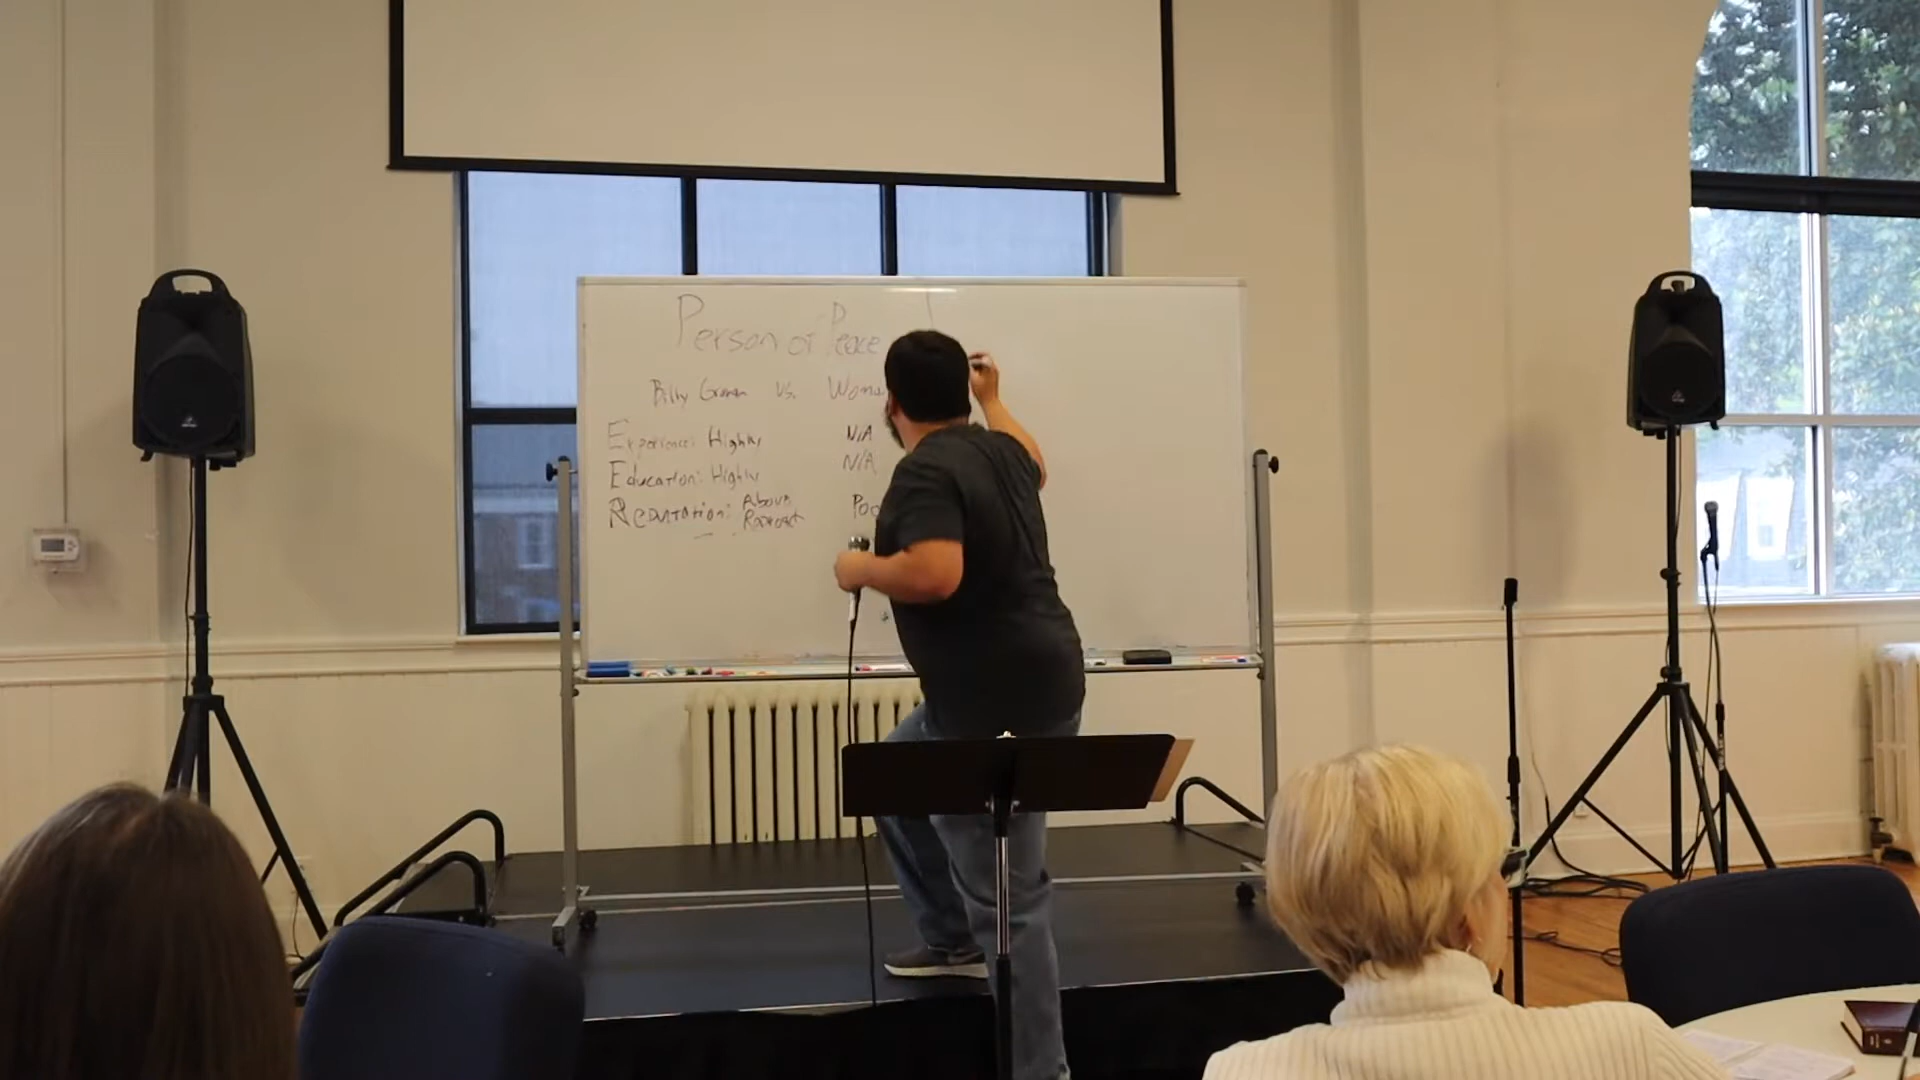 Person of Peace
Billy Graham vs. Woma
Experience: Highly N/A
Education: Highly N/A
Reputation: Above Poo
Reproach